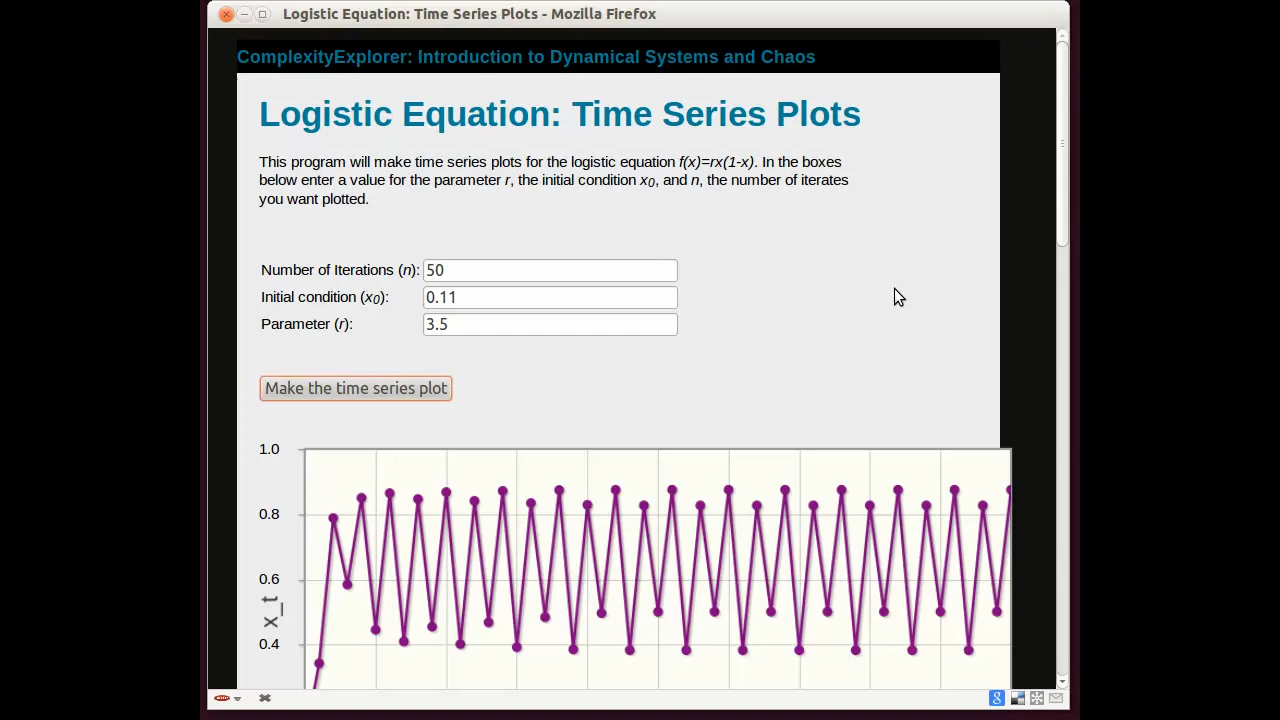 Logistic Equation: Time Series Plots - Mozilla Firefox
ComplexityExplorer: Introduction to Dynamical Systems and Chaos
Logistic Equation: Time Series Plots
This program will make time series plots for the logistic equation f(x)=rx(1-x). In the boxes
below enter a value for the parameter r, the initial condition x0, and n, the number of iterates
you want plotted.
Number of Iterations (n): 50
Initial condition (x0): 0.11
Parameter (r): 3.5
Make the time series plot
1.0
0.8
0.6
x_t
0.4
8